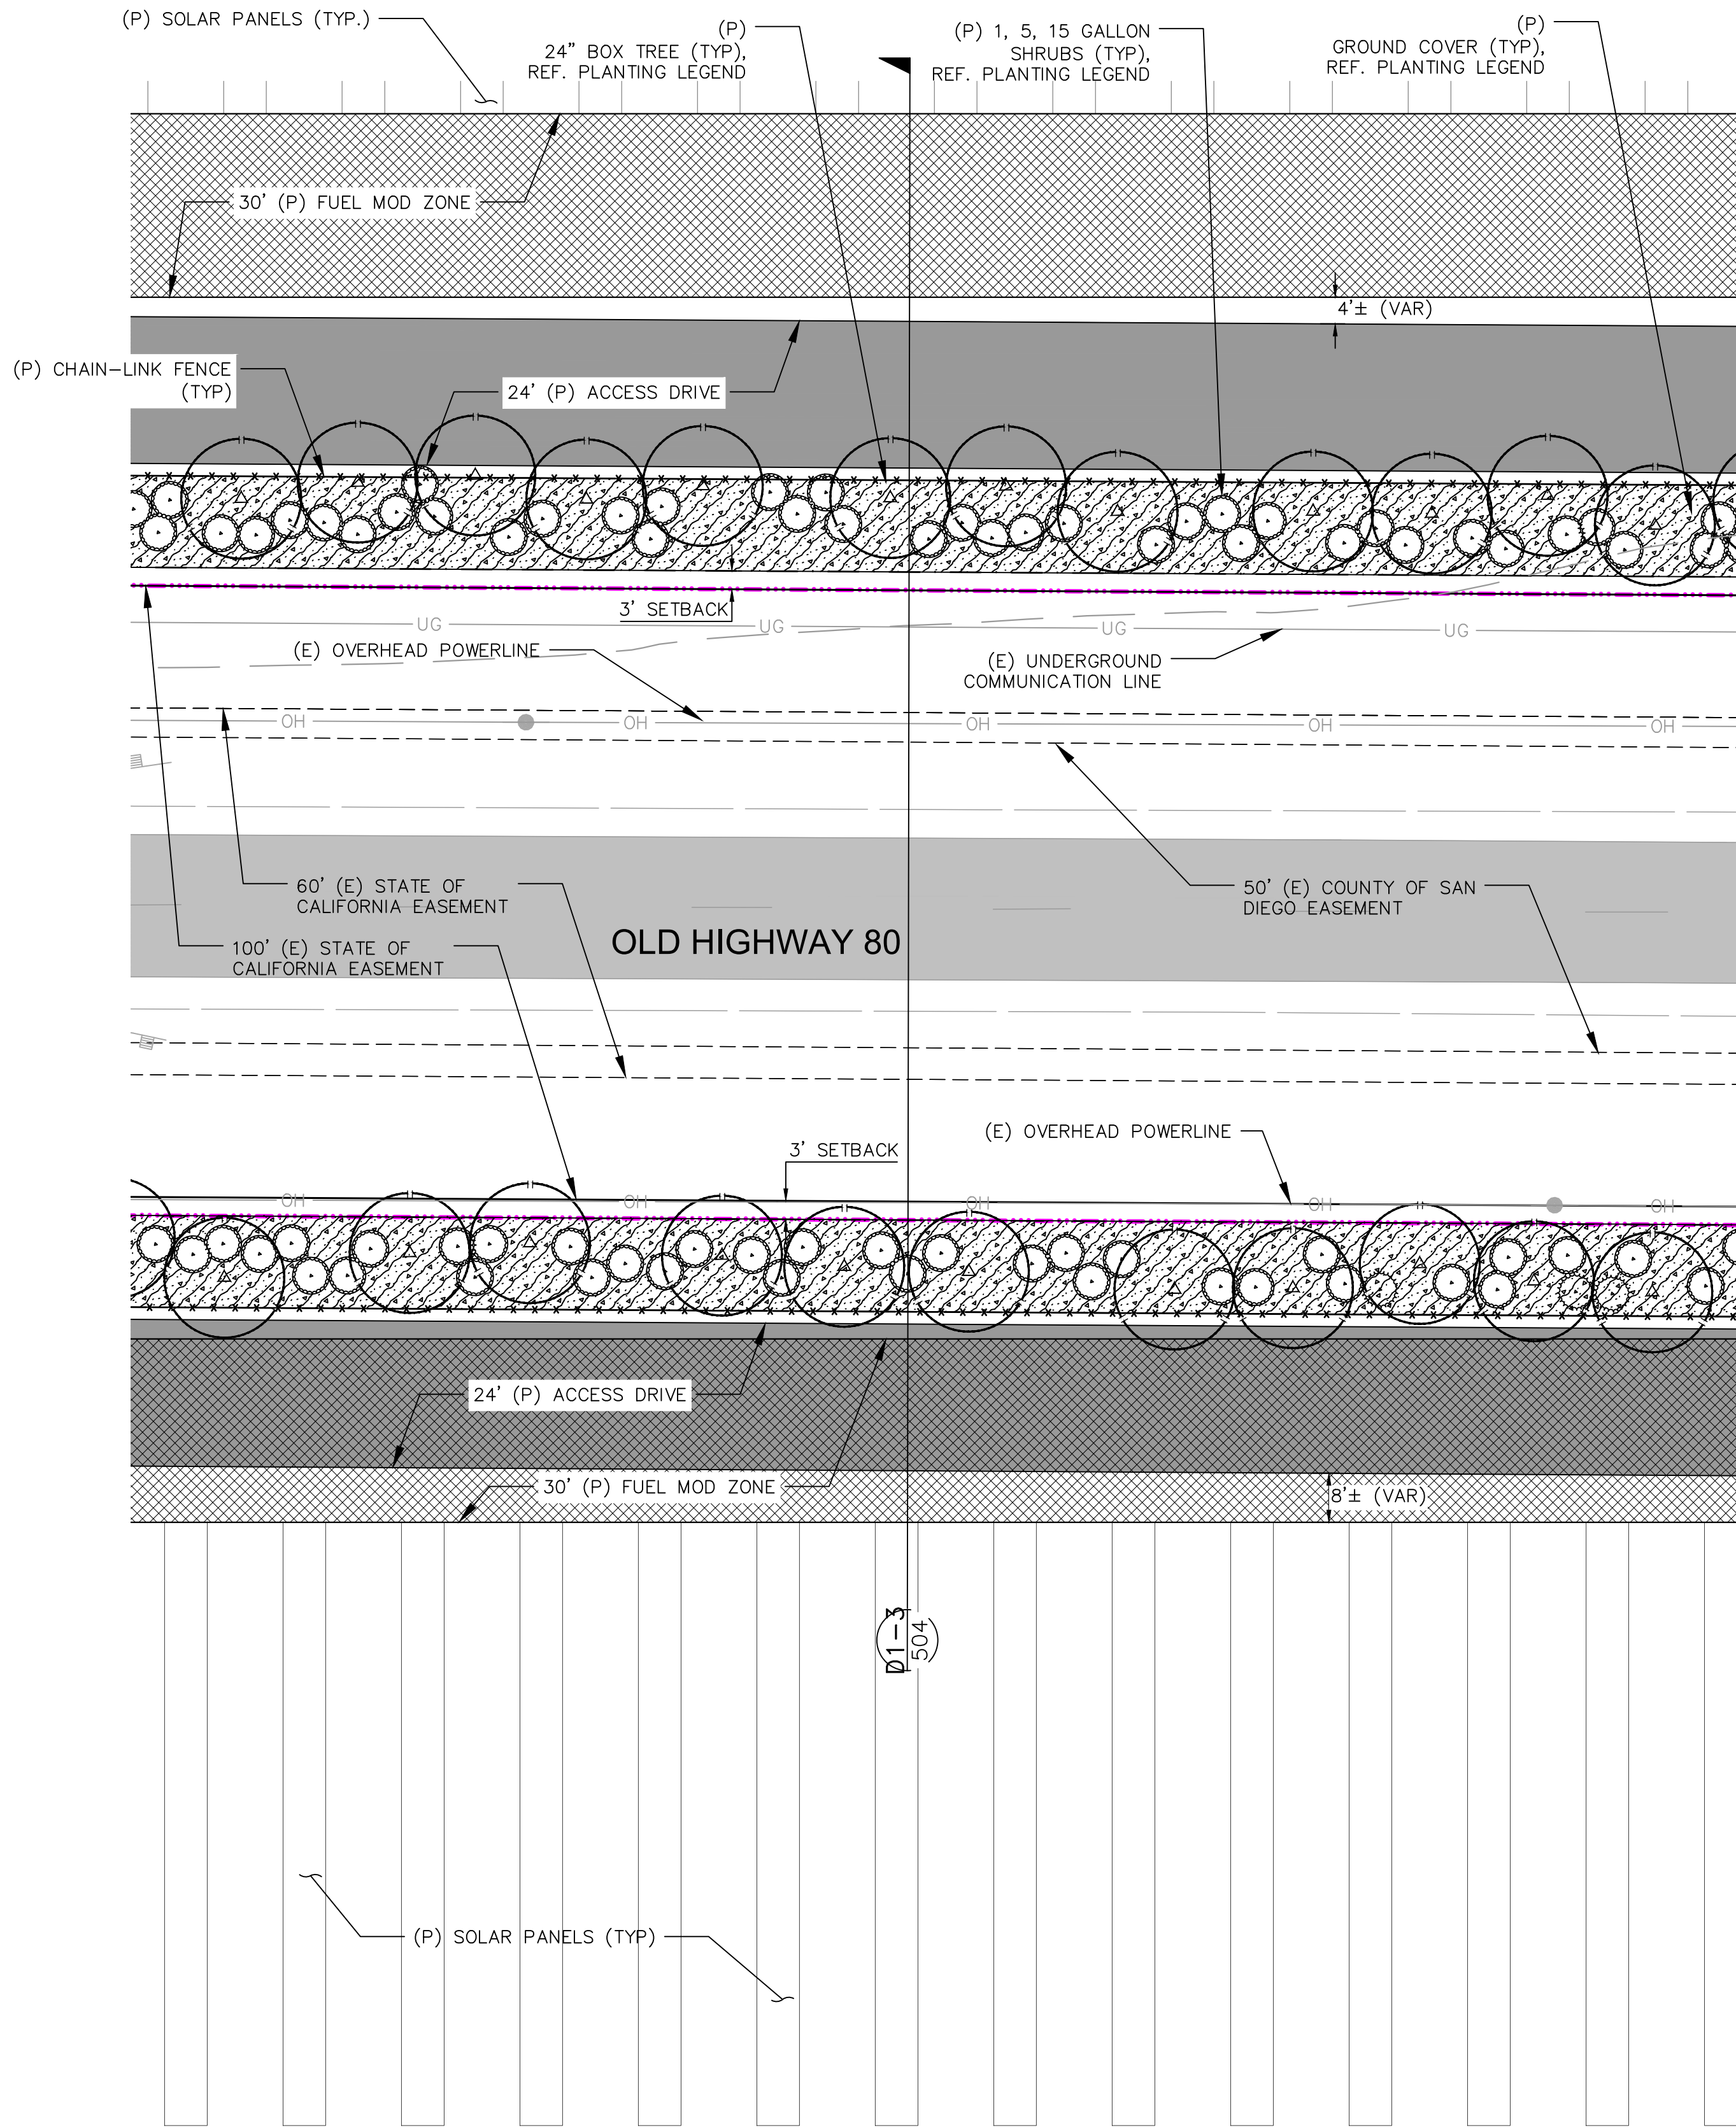 (P) SOLAR PANELS (TYP.)
(P)
24" BOX TREE (TYP),
REF. PLANTING LEGEND
(P) 1, 5, 15 GALLON
SHRUBS (TYP),
REF. PLANTING LEGEND
(P)
GROUND COVER (TYP),
REF. PLANTING LEGEND
30' (P) FUEL MOD ZONE
4'± (VAR)
(P) CHAIN-LINK FENCE
(TYP)
24' (P) ACCESS DRIVE
3' SETBACK
UG UG UG UG
(E) OVERHEAD POWERLINE
(E) UNDERGROUND
COMMUNICATION LINE
OH OH OH OH OH
60' (E) STATE OF
CALIFORNIA EASEMENT
50' (E) COUNTY OF SAN
DIEGO EASEMENT
100' (E) STATE OF
CALIFORNIA EASEMENT
OLD HIGHWAY 80
3' SETBACK
(E) OVERHEAD POWERLINE
OH OH OH OH OH
24' (P) ACCESS DRIVE
30' (P) FUEL MOD ZONE
8'± (VAR)
D1-3
504
(P) SOLAR PANELS (TYP)